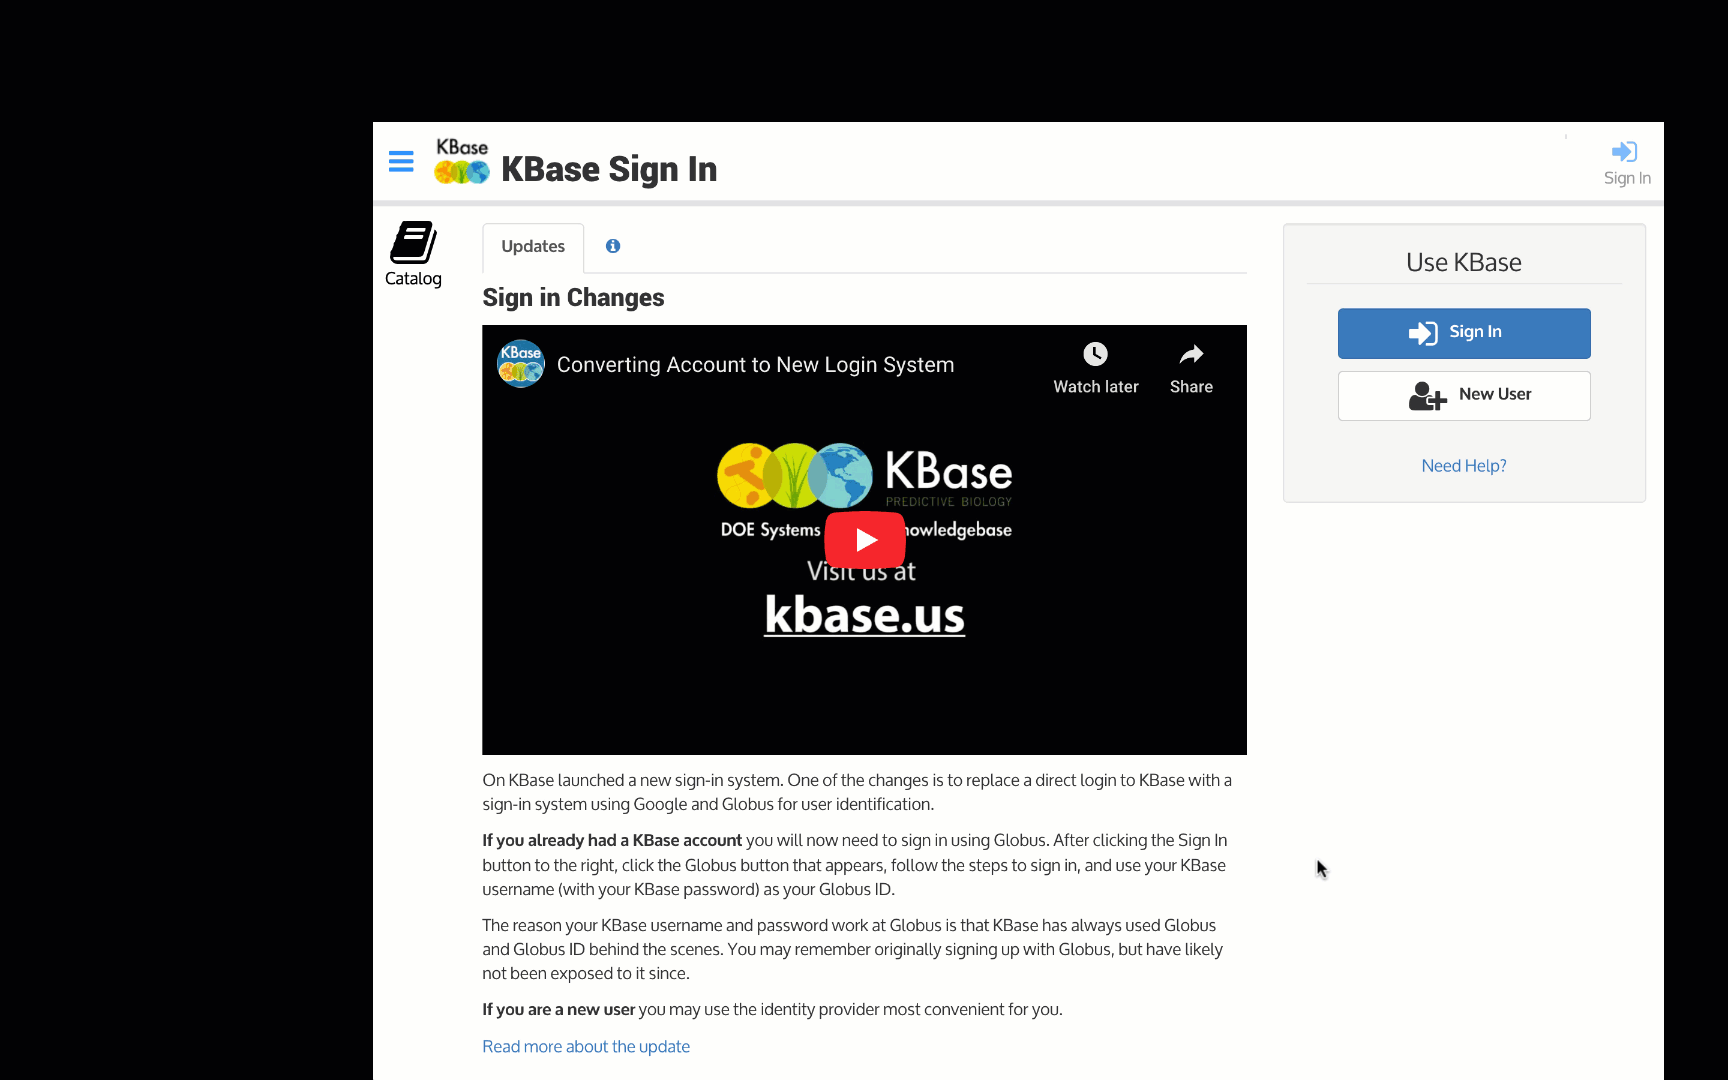 KBase
KBase Sign In
Sign In
Catalog
Updates
Sign in Changes
KBase
Converting Account to New Login System
Watch later
Share
KBase
PREDICTIVE BIOLOGY
DOE Systems nowledgebase
Visit us at
kbase.us
On KBase launched a new sign-in system. One of the changes is to replace a direct login to KBase with a
sign-in system using Google and Globus for user identification.
If you already had a KBase account you will now need to sign in using Globus. After clicking the Sign In
button to the right, click the Globus button that appears, follow the steps to sign in, and use your KBase
username (with your KBase password) as your Globus ID.
The reason your KBase username and password work at Globus is that KBase has always used Globus
and Globus ID behind the scenes. You may remember originally signing up with Globus, but have likely
not been exposed to it since.
If you are a new user you may use the identity provider most convenient for you.
Read more about the update
Use KBase
Sign In
New User
Need Help?